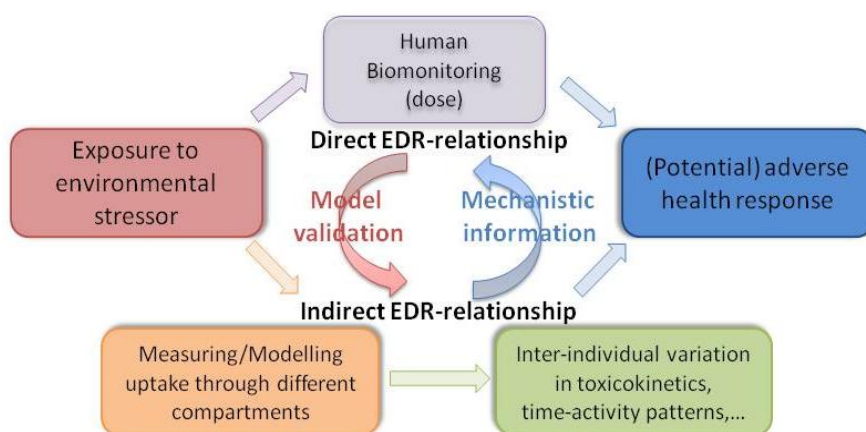 Human
Biomonitoring
(dose)
Direct EDR-relationship
Exposure to
environmental
stressor
(Potential) adverse
health response
Model
validation
Mechanistic
information
Indirect EDR-relationship
Measuring/Modelling
uptake through different
compartments
Inter-individual variation
in toxicokinetics,
time-activity patterns,...